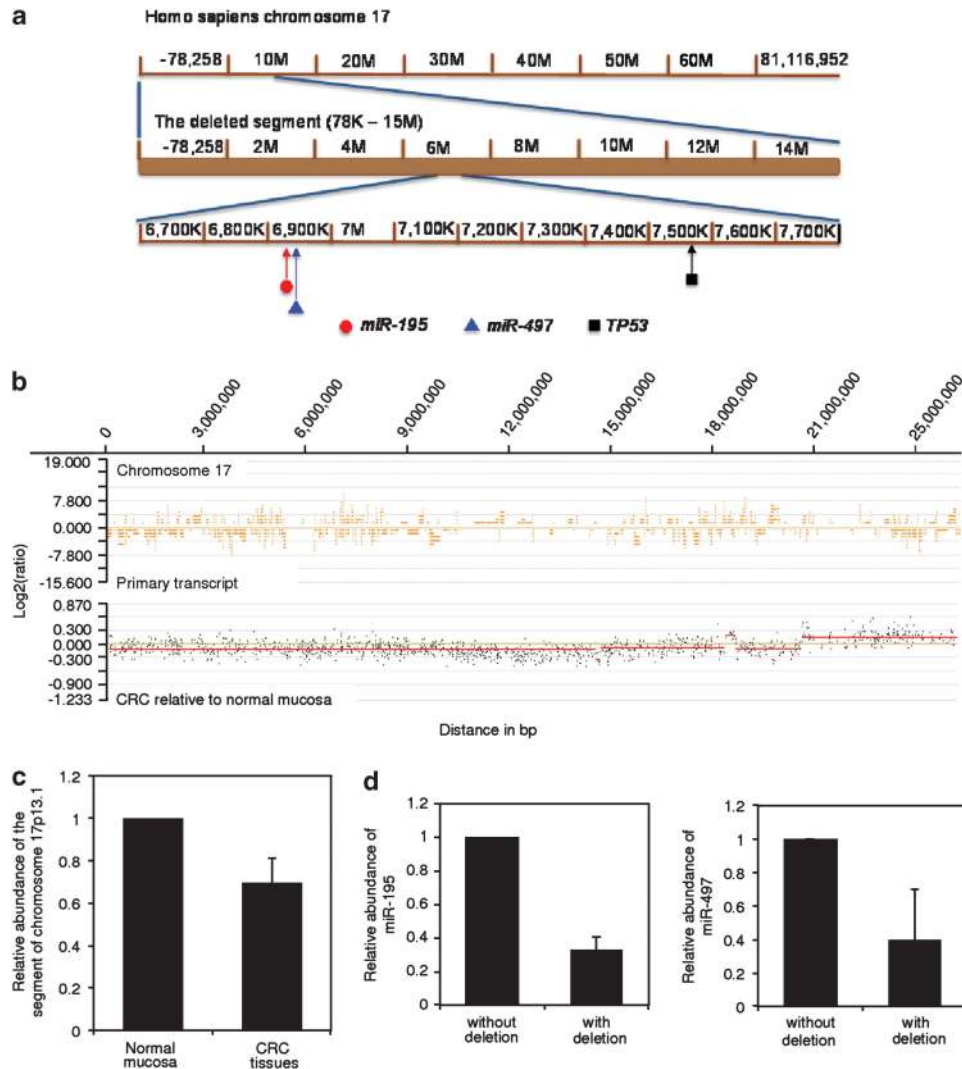 a
Homo sapiens chromosome 17
-78,258 10M 20M 30M 40M 50M 60M 81,116,952
The deleted segment (78K – 15M)
-78,258 2M 4M 6M 8M 10M 12M 14M
6,700K 6,800K 6,900K 7M 7,100K 7,200K 7,300K 7,400K 7,500K 7,600K 7,700K
miR-195 miR-497 TP53
b
0 3,000,000 6,000,000 9,000,000 12,000,000 15,000,000 18,000,000 21,000,000 25,000,000
Log2(ratio)
19.000
Chromosome 17
7.800
0.000
-7.800
-15.600
Primary transcript
0.870
0.300
0.000
-0.300
-0.900
-1.233
CRC relative to normal mucosa
Distance in bp
c
Relative abundance of the
segment of chromosome 17p13.1
1.2
1
0.8
0.6
0.4
0.2
0
Normal
mucosa
CRC
tissues
d
Relative abundance of
miR-195
1.2
1
0.8
0.6
0.4
0.2
0
without
deletion
with
deletion
Relative abundance of
miR-497
1.2
1
0.8
0.6
0.4
0.2
0
without
deletion
with
deletion